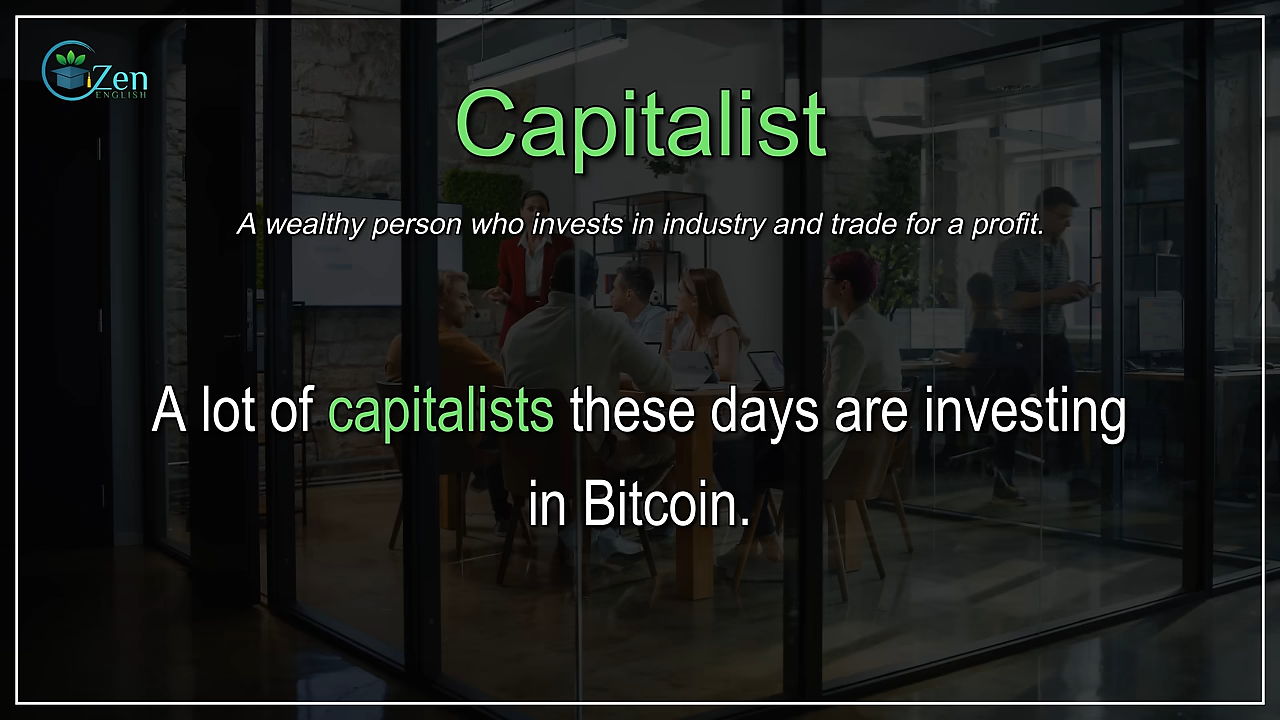 Zen
ENGLISH
Capitalist
A wealthy person who invests in industry and trade for a profit.
A lot of capitalists these days are investing
in Bitcoin.